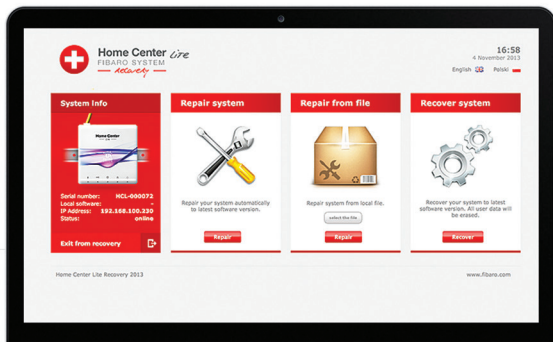 Home Center Lite
FIBARO SYSTEM
recovery
16:58
4 November 2013
English Polski
System Info
Home Center
Serial number: HCL-000072
Local software: -
IP Address: 192.168.100.230
Status: online
Exit from recovery
Repair system
Repair your system automatically
to latest software version.
Repair
Repair from file
Repair system from local file.
select the file
Repair
Recover system
Recover your system to latest
software version. All user data will
be erased.
Recover
Home Center Lite Recovery 2013
www.fibaro.com